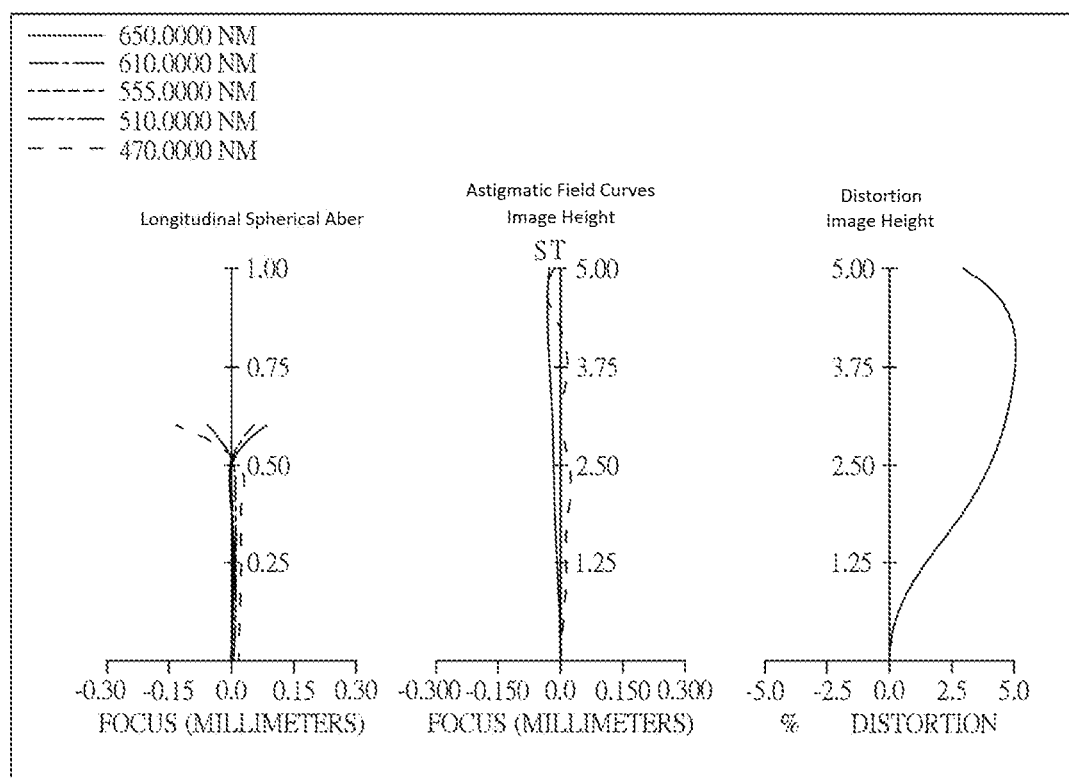 650.0000 NM
610.0000 NM
555.0000 NM
510.0000 NM
470.0000 NM
Longitudinal Spherical Aber
1.00
0.75
0.50
0.25
-0.30 -0.15 0.0 0.15 0.30
FOCUS (MILLIMETERS)
Astigmatic Field Curves
Image Height
ST
5.00
3.75
2.50
1.25
-0.300 -0.150 0.0 0.150 0.300
FOCUS (MILLIMETERS)
Distortion
Image Height
5.00
3.75
2.50
1.25
-5.0 -2.5 0.0 2.5 5.0
% DISTORTION